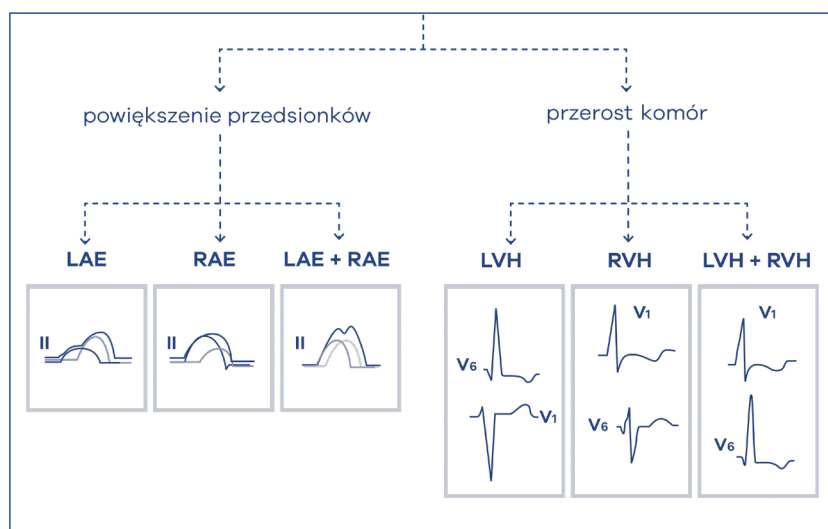 powiększenie przedsionków
przerost komór
LAE
RAE
LAE + RAE
LVH
RVH
LVH + RVH
II
II
II
V6
V1
V1
V6
V1
V6